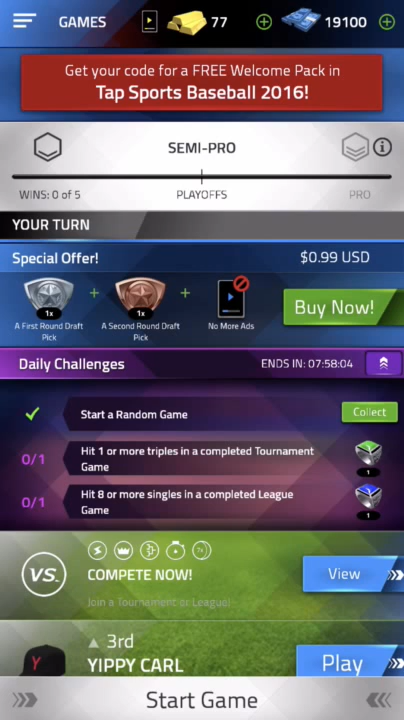 GAMES
77
19100
Get your code for a FREE Welcome Pack in
Tap Sports Baseball 2016!
SEMI-PRO
WINS: 0 of 5
PLAYOFFS
PRO
YOUR TURN
Special Offer!
$0.99 USD
1x
1x
A First Round Draft
Pick
A Second Round Draft
Pick
No More Ads
Buy Now!
Daily Challenges
ENDS IN: 07:58:04
Start a Random Game
Collect
0/1
Hit 1 or more triples in a completed Tournament
Game
1
0/1
Hit 8 or more singles in a completed League
Game
1
VS.
COMPETE NOW!
Join a Tournament or League!
View
3rd
YIPPY CARL
Y
Play
Start Game